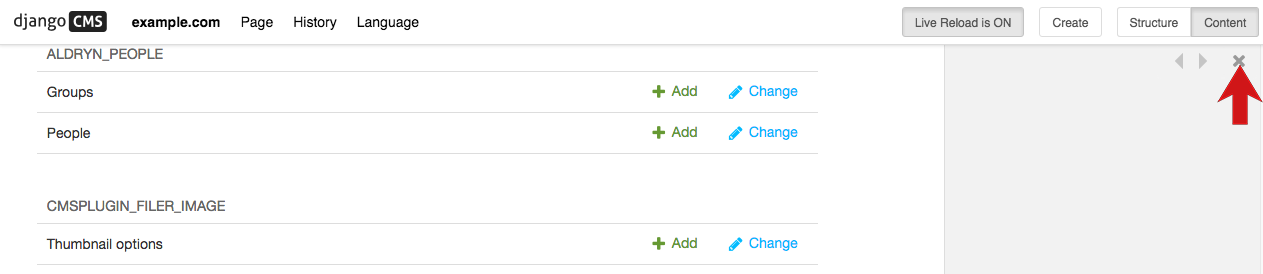 django CMS example.com Page History Language Live Reload is ON Create Structure Content
ALDRYN_PEOPLE
Groups Add Change
People Add Change
CMSPLUGIN_FILER_IMAGE
Thumbnail options Add Change